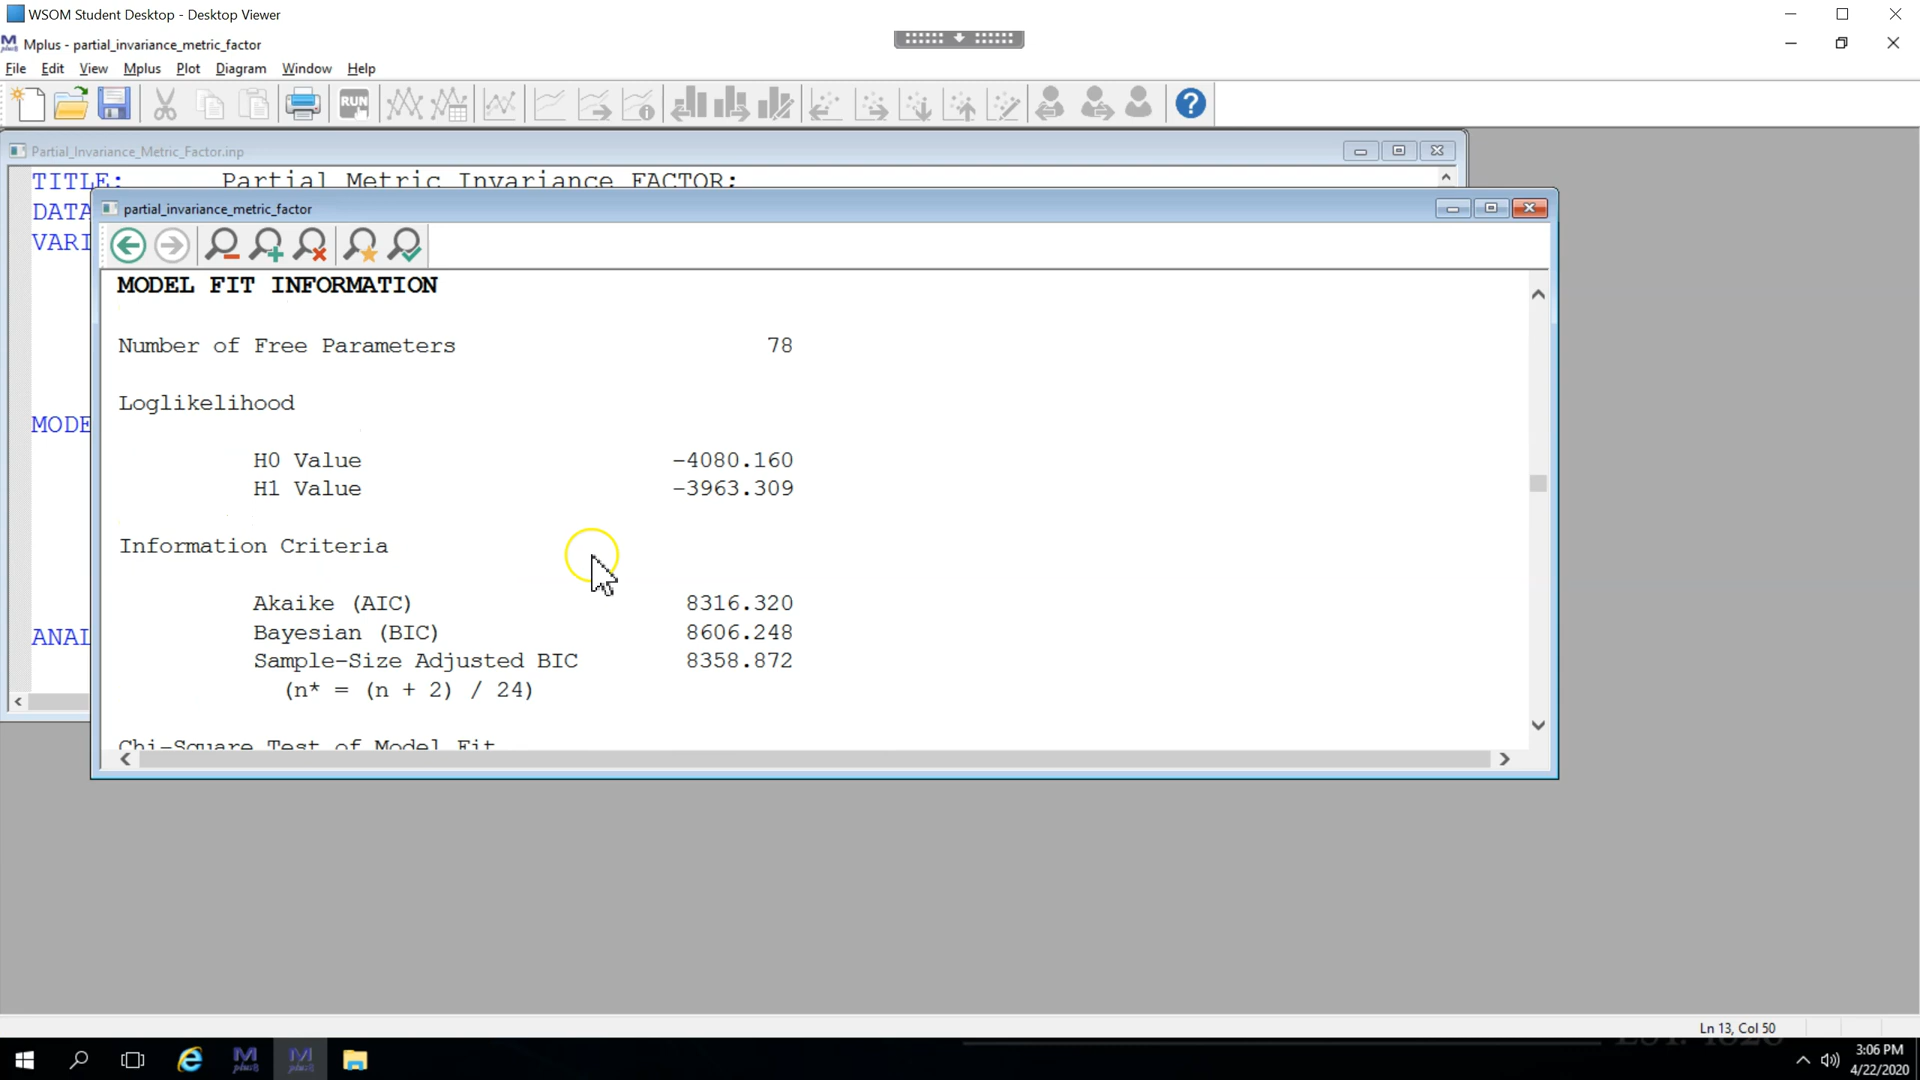 WSOM Student Desktop - Desktop Viewer
Mplus - partial_invariance_metric_factor
File Edit View Mplus Plot Diagram Window Help
RUN
Partial_Invariance_Metric_Factor.inp
TITLE: Partial Metric Invariance FACTOR;
DATA
VARI
MODE
ANAL
partial_invariance_metric_factor
MODEL FIT INFORMATION
Number of Free Parameters 78
Loglikelihood
H0 Value -4080.160
H1 Value -3963.309
Information Criteria
Akaike (AIC) 8316.320
Bayesian (BIC) 8606.248
Sample-Size Adjusted BIC 8358.872
(n* = (n + 2) / 24)
Chi-Square Test of Model Fit
Ln 13, Col 50
3:06 PM
4/22/2020